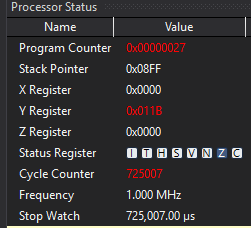 Processor Status
Name Value
Program Counter 0x00000027
Stack Pointer 0x08FF
X Register 0x0000
Y Register 0x011B
Z Register 0x0000
Status Register I T H S V N Z C
Cycle Counter 725007
Frequency 1.000 MHz
Stop Watch 725,007.00 µs